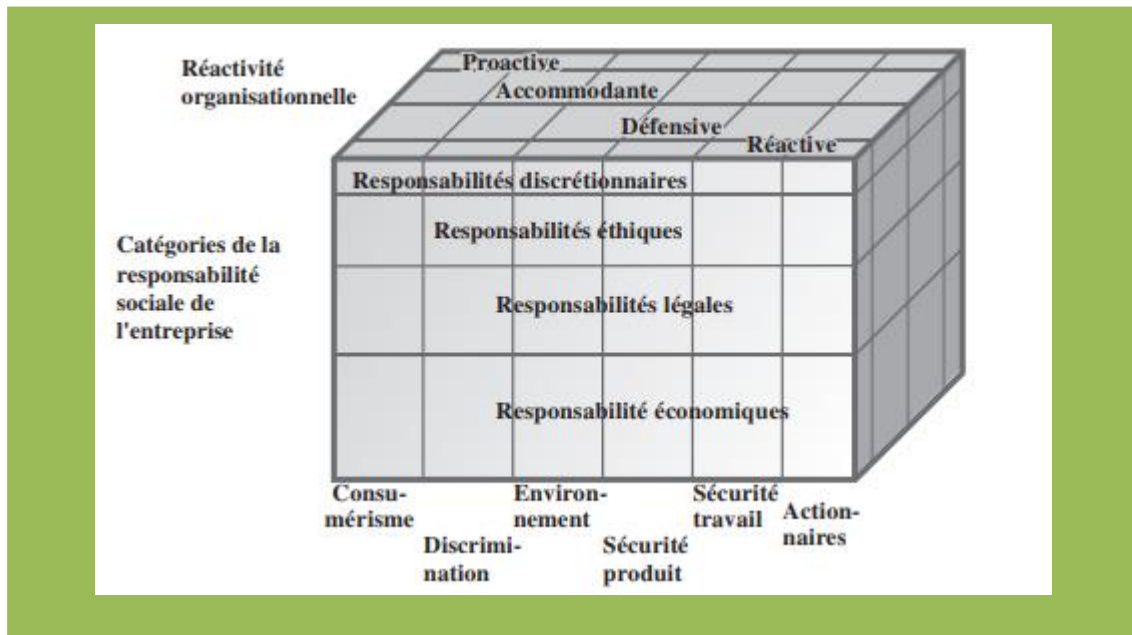 Réactivité
organisationnelle
Proactive
Accommodante
Défensive
Réactive
Catégories de la
responsabilité
sociale de
l'entreprise
Responsabilités discrétionnaires
Responsabilités éthiques
Responsabilités légales
Responsabilité économiques
Consu-
mérisme
Discrimi-
nation
Environ-
nement
Sécurité
produit
Sécurité
travail
Action-
naires